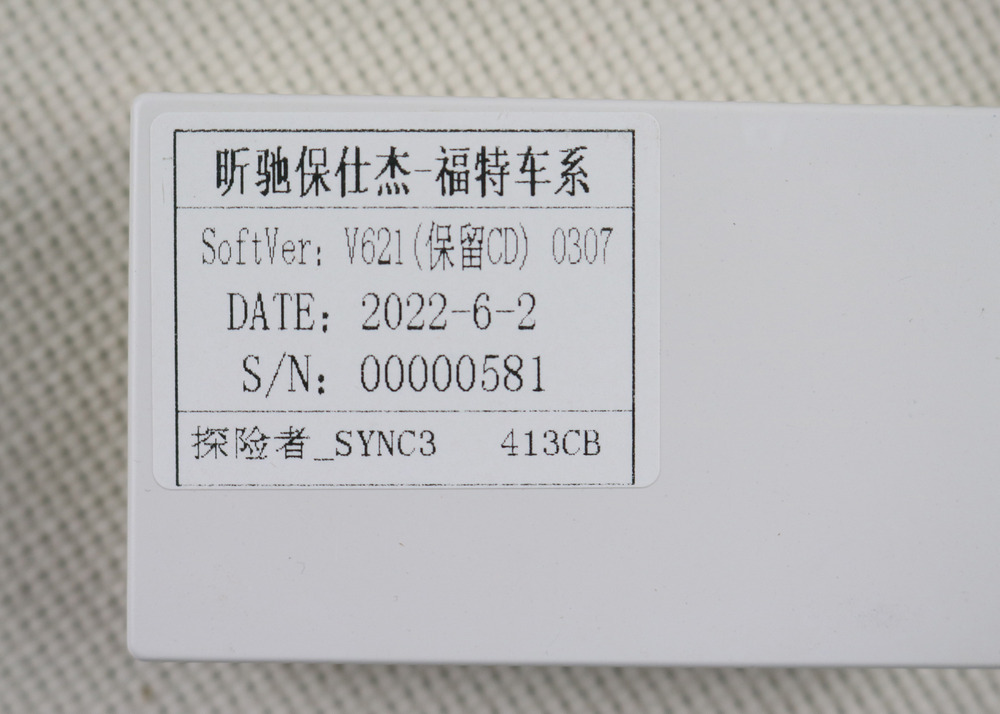 昕驰保仕杰-福特车系
SoftVer: V621(保留CD) 0307
DATE: 2022-6-2
S/N: 00000581
探险者_SYNC3 413CB